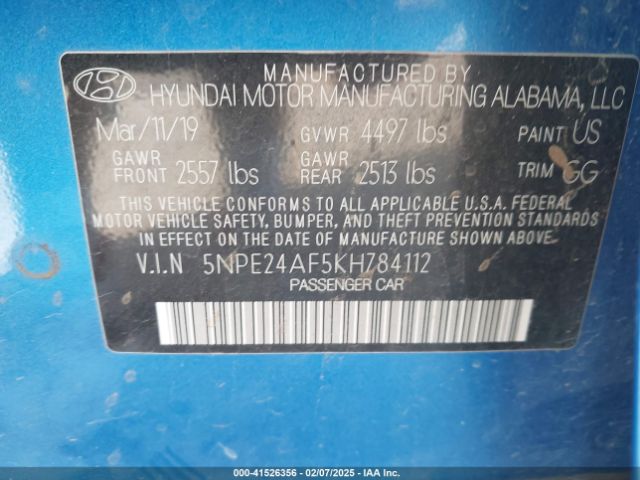 MANUFACTURED BY
HYUNDAI MOTOR MANUFACTURING ALABAMA, LLC
Mar/11/19 GVWR 4497 lbs PAINT US
GAWR FRONT 2557 lbs GAWR REAR 2513 lbs TRIM GG
THIS VEHICLE CONFORMS TO ALL APPLICABLE U.S.A. FEDERAL
MOTOR VEHICLE SAFETY, BUMPER, AND THEFT PREVENTION STANDARDS
IN EFFECT ON THE DATE OF MANUFACTURE SHOWN ABOVE.
V.I.N 5NPE24AF5KH784112
PASSENGER CAR
000-41526356 - 02/07/2025 - IAA Inc.